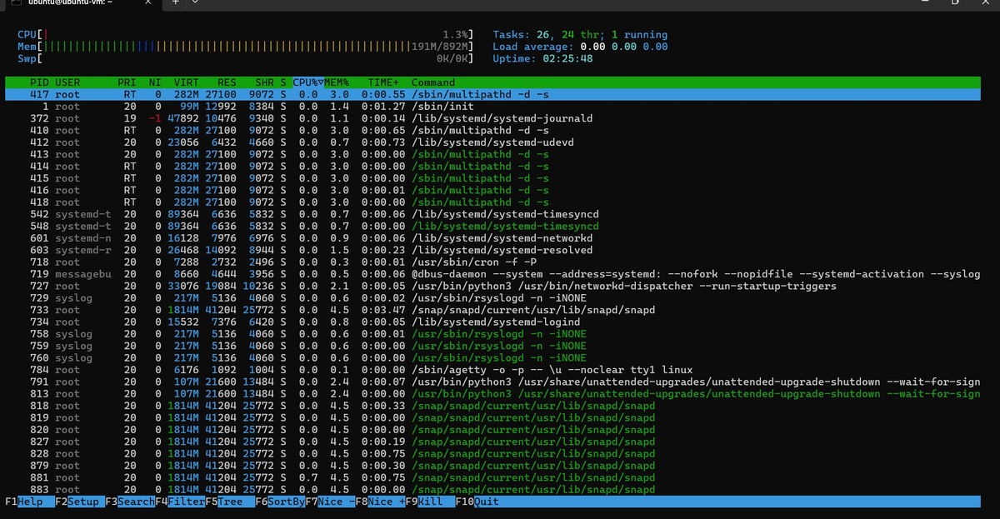 ubuntu@ubuntu-vm: ~
CPU[| 1.3%] Tasks: 26, 24 thr; 1 running
Mem[||||||||||||||||||||||||||||||||||||||||||||||||||||||||||191M/892M] Load average: 0.00 0.00 0.00
Swp[ 0K/0K] Uptime: 02:25:48
PID USER PRI NI VIRT RES SHR S CPU%▽MEM% TIME+ Command
417 root RT 0 282M 27100 9072 S 0.0 3.0 0:00.55 /sbin/multipathd -d -s
1 root 20 0 99M 12992 8384 S 0.0 1.4 0:01.27 /sbin/init
372 root 19 -1 47892 10476 9340 S 0.0 1.1 0:00.14 /lib/systemd/systemd-journald
410 root RT 0 282M 27100 9072 S 0.0 3.0 0:00.65 /sbin/multipathd -d -s
412 root 20 0 23056 6432 4660 S 0.0 0.7 0:00.73 /lib/systemd/systemd-udevd
413 root 20 0 282M 27100 9072 S 0.0 3.0 0:00.00 /sbin/multipathd -d -s
414 root RT 0 282M 27100 9072 S 0.0 3.0 0:00.00 /sbin/multipathd -d -s
415 root RT 0 282M 27100 9072 S 0.0 3.0 0:00.00 /sbin/multipathd -d -s
416 root RT 0 282M 27100 9072 S 0.0 3.0 0:00.01 /sbin/multipathd -d -s
418 root RT 0 282M 27100 9072 S 0.0 3.0 0:00.00 /sbin/multipathd -d -s
542 systemd-t 20 0 89364 6636 5832 S 0.0 0.7 0:00.06 /lib/systemd/systemd-timesyncd
548 systemd-t 20 0 89364 6636 5832 S 0.0 0.7 0:00.00 /lib/systemd/systemd-timesyncd
601 systemd-n 20 0 16128 7976 6976 S 0.0 0.9 0:00.06 /lib/systemd/systemd-networkd
603 systemd-r 20 0 26468 14092 8944 S 0.0 1.5 0:00.23 /lib/systemd/systemd-resolved
718 root 20 0 7288 2732 2496 S 0.0 0.3 0:00.01 /usr/sbin/cron -f -P
719 messagebu 20 0 8660 4644 3956 S 0.0 0.5 0:00.06 @dbus-daemon --system --address=systemd: --nofork --nopidfile --systemd-activation --syslog
727 root 20 0 33076 19084 10236 S 0.0 2.1 0:00.05 /usr/bin/python3 /usr/bin/networkd-dispatcher --run-startup-triggers
729 syslog 20 0 217M 5136 4060 S 0.0 0.6 0:00.02 /usr/sbin/rsyslogd -n -iNONE
733 root 20 0 1814M 41204 25772 S 0.0 4.5 0:03.47 /snap/snapd/current/usr/lib/snapd/snapd
734 root 20 0 15532 7376 6420 S 0.0 0.8 0:00.05 /lib/systemd/systemd-logind
758 syslog 20 0 217M 5136 4060 S 0.0 0.6 0:00.01 /usr/sbin/rsyslogd -n -iNONE
759 syslog 20 0 217M 5136 4060 S 0.0 0.6 0:00.00 /usr/sbin/rsyslogd -n -iNONE
760 syslog 20 0 217M 5136 4060 S 0.0 0.6 0:00.00 /usr/sbin/rsyslogd -n -iNONE
784 root 20 0 6176 1092 1004 S 0.0 0.1 0:00.00 /sbin/agetty -o -p -- \u --noclear tty1 linux
791 root 20 0 107M 21600 13484 S 0.0 2.4 0:00.07 /usr/bin/python3 /usr/share/unattended-upgrades/unattended-upgrade-shutdown --wait-for-sign
813 root 20 0 107M 21600 13484 S 0.0 2.4 0:00.00 /usr/bin/python3 /usr/share/unattended-upgrades/unattended-upgrade-shutdown --wait-for-sign
818 root 20 0 1814M 41204 25772 S 0.0 4.5 0:00.33 /snap/snapd/current/usr/lib/snapd/snapd
819 root 20 0 1814M 41204 25772 S 0.0 4.5 0:00.00 /snap/snapd/current/usr/lib/snapd/snapd
820 root 20 0 1814M 41204 25772 S 0.0 4.5 0:00.00 /snap/snapd/current/usr/lib/snapd/snapd
827 root 20 0 1814M 41204 25772 S 0.0 4.5 0:00.19 /snap/snapd/current/usr/lib/snapd/snapd
828 root 20 0 1814M 41204 25772 S 0.0 4.5 0:00.75 /snap/snapd/current/usr/lib/snapd/snapd
879 root 20 0 1814M 41204 25772 S 0.0 4.5 0:00.30 /snap/snapd/current/usr/lib/snapd/snapd
881 root 20 0 1814M 41204 25772 S 0.7 4.5 0:00.75 /snap/snapd/current/usr/lib/snapd/snapd
883 root 20 0 1814M 41204 25772 S 0.0 4.5 0:00.00 /snap/snapd/current/usr/lib/snapd/snapd
F1Help F2Setup F3SearchF4FilterF5Tree F6SortByF7Nice -F8Nice +F9Kill F10Quit